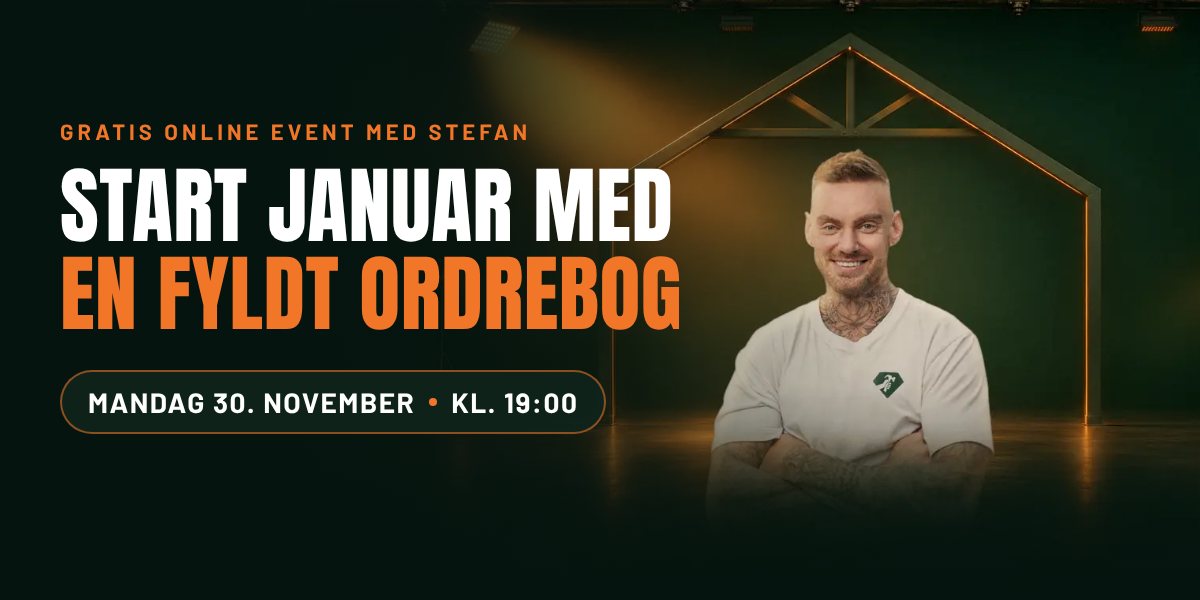 GRATIS ONLINE EVENT MED STEFAN
START JANUAR MED
EN FYLDT ORDREBOG
MANDAG 30. NOVEMBER • KL. 19:00